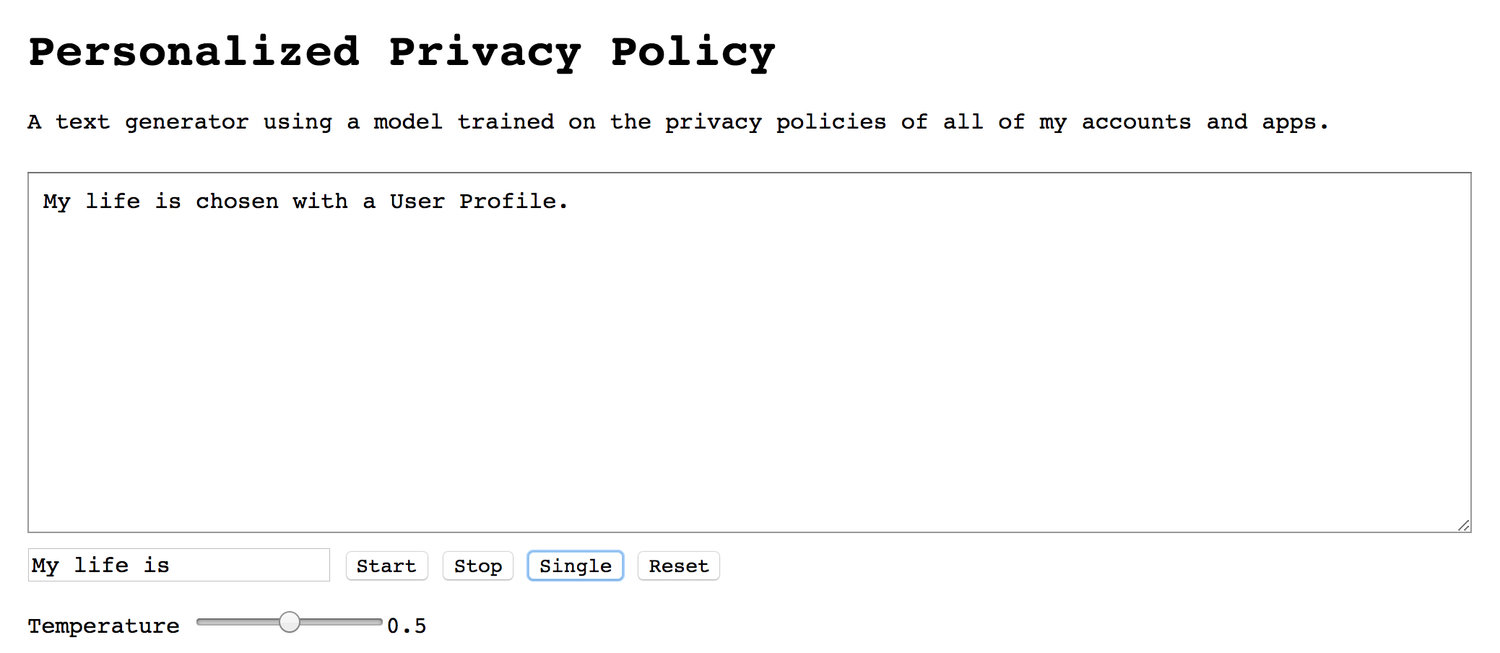 Personalized Privacy Policy
A text generator using a model trained on the privacy policies of all of my accounts and apps.
My life is chosen with a User Profile.
My life is Start Stop Single Reset
Temperature 0.5